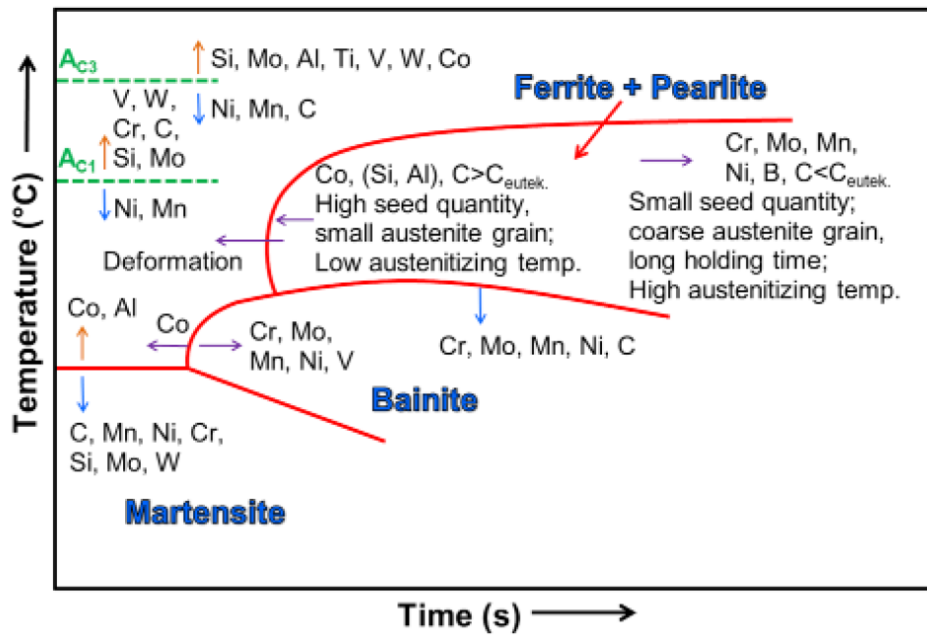 A_C3
Si, Mo, Al, Ti, V, W, Co
Ni, Mn, C
V, W,
Cr, C,
Si, Mo
A_C1
Ni, Mn
Ferrite + Pearlite
Co, (Si, Al), C>C_eutek.
High seed quantity,
small austenite grain;
Low austenitizing temp.
Cr, Mo, Mn,
Ni, B, C<C_eutek.
Small seed quantity;
coarse austenite grain,
long holding time;
High austenitizing temp.
Deformation
Co, Al
Co
Cr, Mo,
Mn, Ni, V
Cr, Mo, Mn, Ni, C
Bainite
C, Mn, Ni, Cr,
Si, Mo, W
Martensite
Temperature (°C)
Time (s)